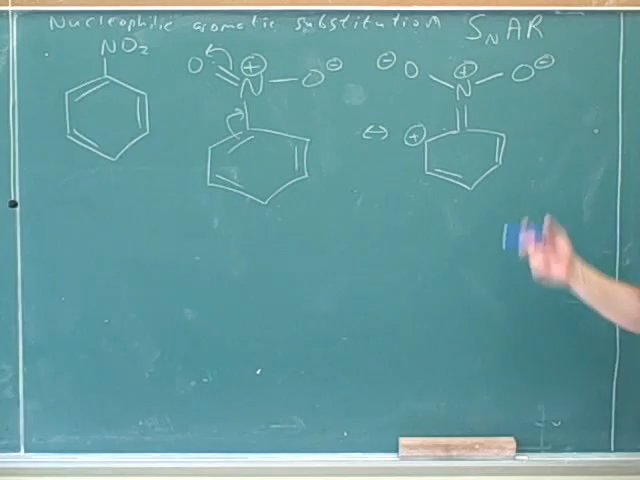 Nucleophilic aromatic substitution SNAR
NO2
O ⊕ N O ⊖
⊖ O ⊕ N O ⊖
↔ ⊕